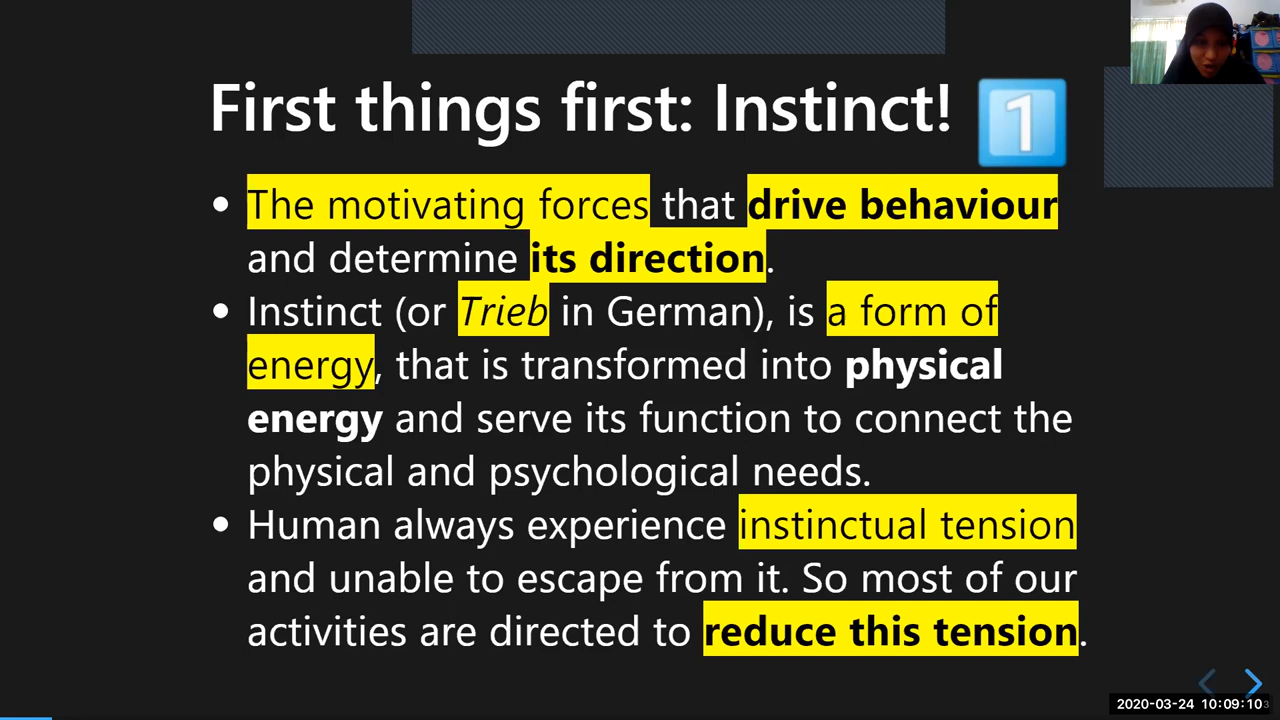 First things first: Instinct! 1
The motivating forces that drive behaviour
and determine its direction.
Instinct (or Trieb in German), is a form of
energy, that is transformed into physical
energy and serve its function to connect the
physical and psychological needs.
Human always experience instinctual tension
and unable to escape from it. So most of our
activities are directed to reduce this tension.
2020-03-24 10:09:10